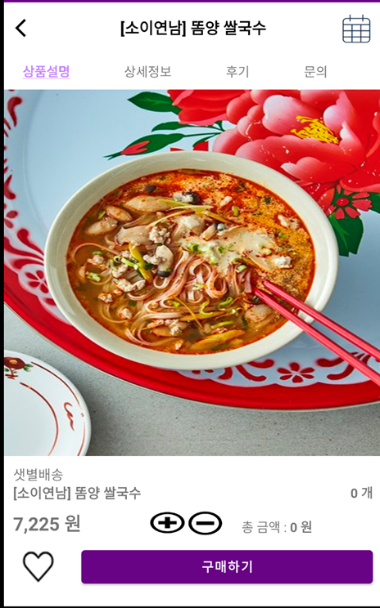 [소이연남] 똠양 쌀국수
상품설명 상세정보 후기 문의
샛별배송
[소이연남] 똠양 쌀국수 0 개
7,225 원 총 금액 : 0 원
구매하기